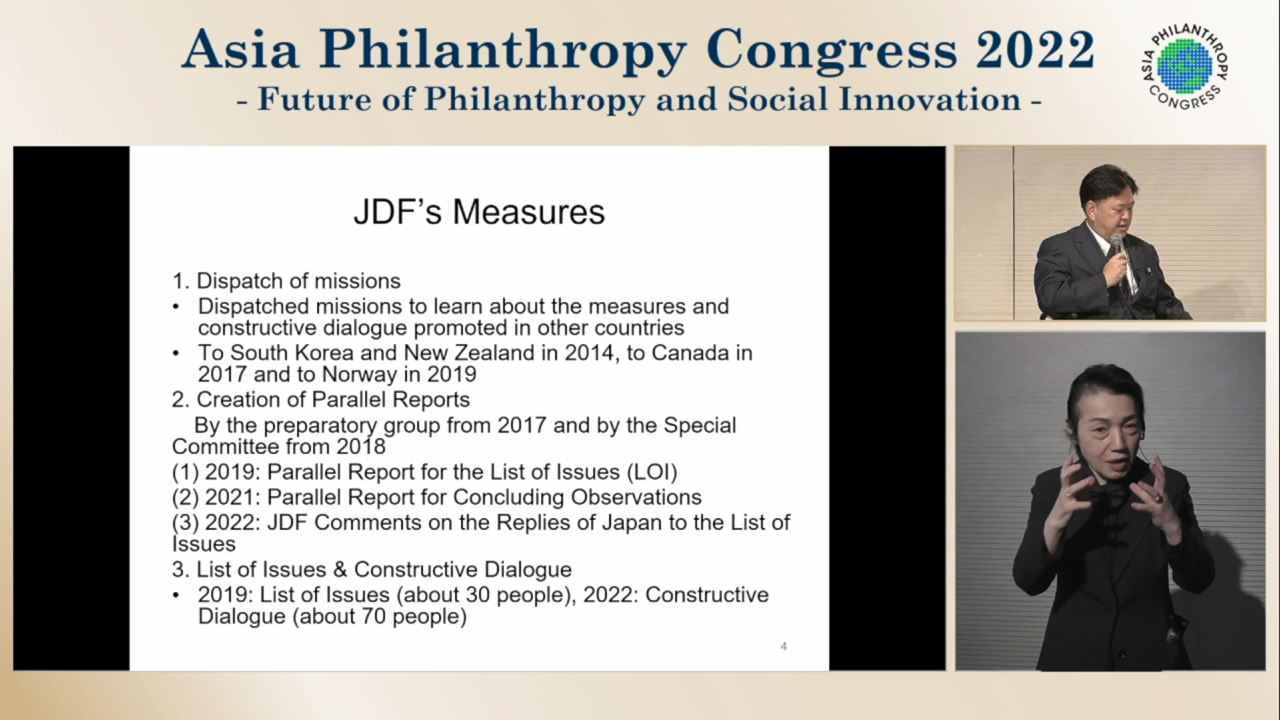 Asia Philanthropy Congress 2022
- Future of Philanthropy and Social Innovation -
ASIA PHILANTHROPY CONGRESS
JDF’s Measures
1. Dispatch of missions
• Dispatched missions to learn about the measures and
constructive dialogue promoted in other countries
• To South Korea and New Zealand in 2014, to Canada in
2017 and to Norway in 2019
2. Creation of Parallel Reports
By the preparatory group from 2017 and by the Special
Committee from 2018
(1) 2019: Parallel Report for the List of Issues (LOI)
(2) 2021: Parallel Report for Concluding Observations
(3) 2022: JDF Comments on the Replies of Japan to the List of
Issues
3. List of Issues & Constructive Dialogue
• 2019: List of Issues (about 30 people), 2022: Constructive
Dialogue (about 70 people)
4